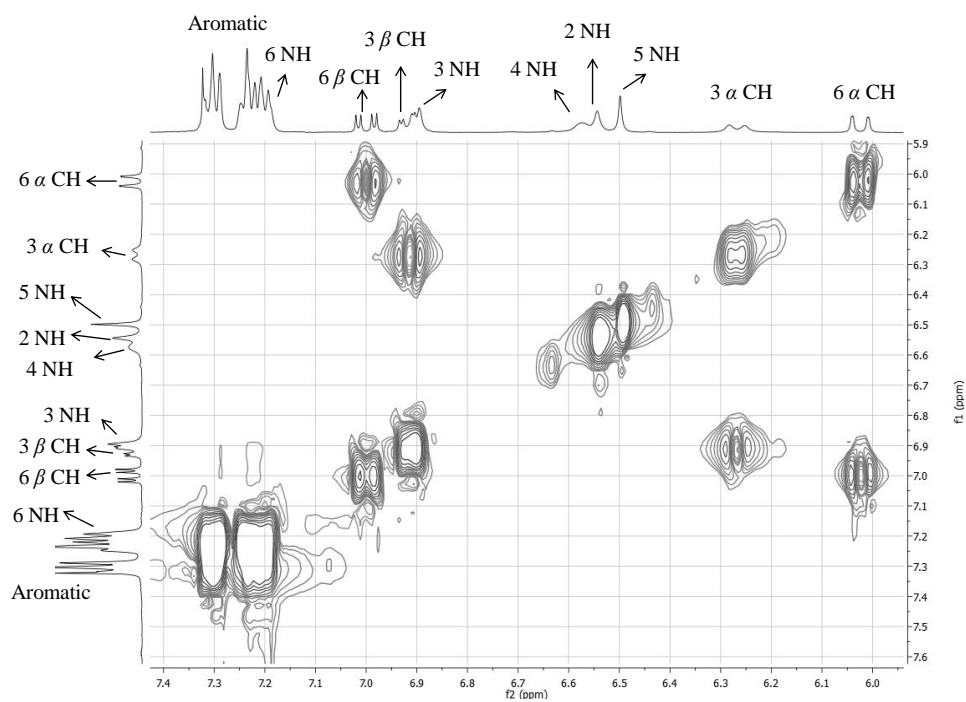 Aromatic
6 NH
6 β CH
3 β CH
3 NH
4 NH
2 NH
5 NH
3 α CH
6 α CH
6 α CH
3 α CH
5 NH
2 NH
4 NH
3 NH
3 β CH
6 β CH
6 NH
Aromatic
5.9
6.0
6.1
6.2
6.3
6.4
6.5
6.6
6.7
6.8
6.9
7.0
7.1
7.2
7.3
7.4
7.5
7.6
f1 (ppm)
7.4 7.3 7.2 7.1 7.0 6.9 6.8 6.7 6.6 6.5 6.4 6.3 6.2 6.1 6.0
f2 (ppm)